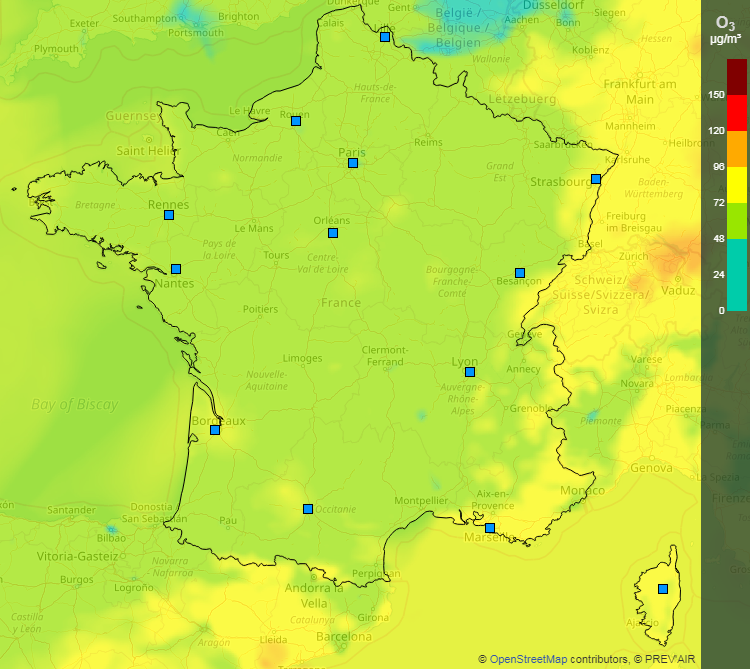 Dunkerque
Gent
Düsseldorf
Southampton
Brighton
Exeter
Portsmouth
Calais
België /
Belgique /
Belgien
Aachen
Bonn
Siegen
Plymouth
Hessen
Koblenz
Wallonie
O3
µg/m³
Frankfurt am
Main
Hauts-de-
France
Lëtzebuerg
150
Guernsey
Le Havre
Rouen
Mannheim
120
Caen
Saint Helier
Paris
Reims
Saarbrücken
Heilbronn
Normandie
Karlsruhe
96
Grand
Est
Strasbourg
Baden-
Württemberg
Bretagne
Rennes
72
Orléans
Freiburg
im Breisgau
Le Mans
48
Pays de
la Loire
Tours
Centre-
Val de Loire
Basel
Zürich
Bourgogne-
Franche-
Comté
Besançon
24
Nantes
Schweiz/
Suisse/Svizzera/
Svizra
Vaduz
France
Poitiers
0
Genève
Limoges
Clermont-
Ferrand
Lyon
Annecy
Varese
Nouvelle-
Aquitaine
Novara
Lombardia
Auvergne
Rhône-
Alpes
Bay of Biscay
Grenoble
Piacenza
Bordeaux
Piemonte
Parma
Genova
La Spezia
Monaco
Montpellier
Aix-en-
Provence
Firenze
Santander
Donostia
San Sebastián
Occitanie
Pau
Bilbao
Marseille
Vitoria-Gasteiz
Navarra
- Nafarroa
Perpignan
Burgos
Logroño
Andorra la
Vella
Castilla
y León
Girona
Catalunya
Ajaccio
Aragón
Lleida
Barcelona
Tarragona
© OpenStreetMap contributors, © PREV'AIR